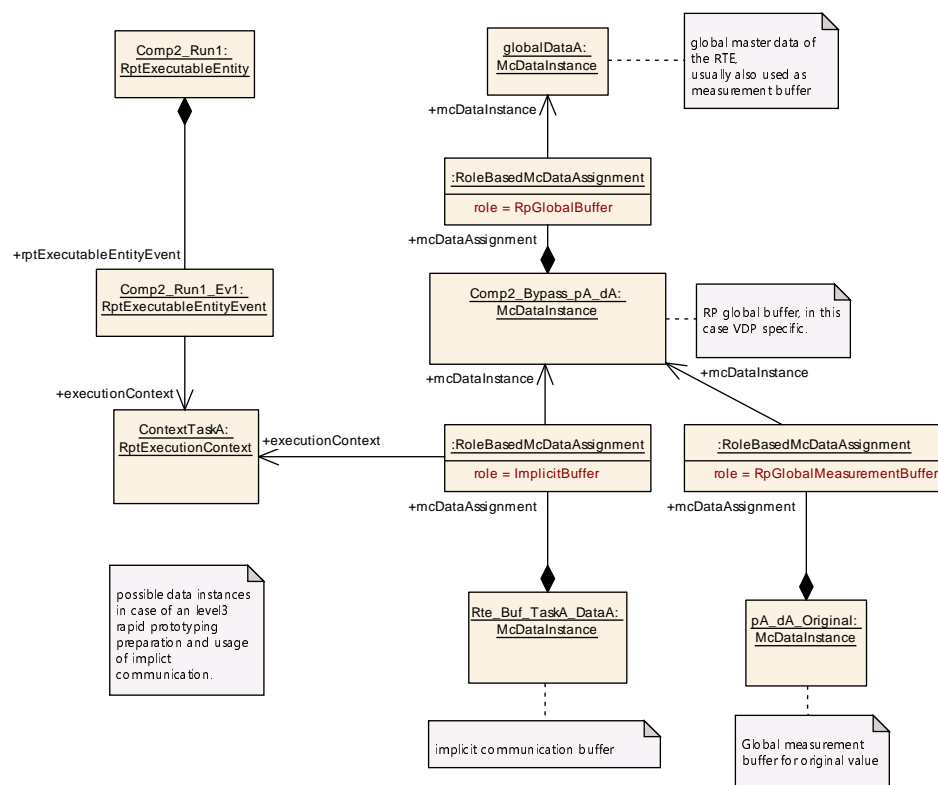 Comp2_Run1:
RptExecutableEntity
globalDataA:
McDataInstance
global master data of
the RTE,
usually also used as
measurement buffer
+mcDataInstance
:RoleBasedMcDataAssignment
role = RpGlobalBuffer
+mcDataAssignment
+rptExecutableEntityEvent
Comp2_Run1_Ev1:
RptExecutableEntityEvent
Comp2_Bypass_pA_dA:
McDataInstance
RP global buffer, in this
case VDP specific.
+mcDataInstance
+mcDataInstance
+executionContext
ContextTaskA:
RptExecutionContext
+executionContext
:RoleBasedMcDataAssignment
role = ImplicitBuffer
:RoleBasedMcDataAssignment
role = RpGlobalMeasurementBuffer
+mcDataAssignment
+mcDataAssignment
possible data instances
in case of an level3
rapid prototyping
preparation and usage
of implict
communication.
Rte_Buf_TaskA_DataA:
McDataInstance
pA_dA_Original:
McDataInstance
implicit communication buffer
Global measurement
buffer for original value